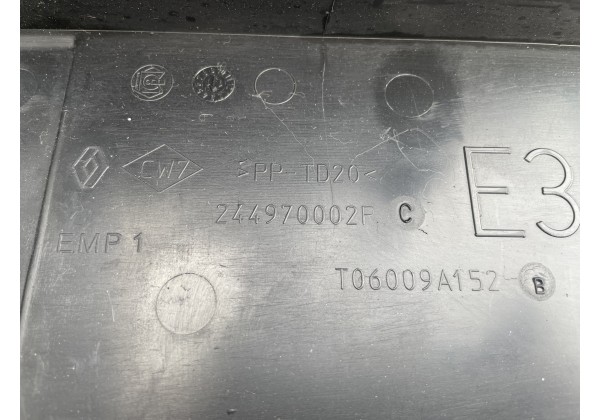 CW7 >PP-TD20< E3
244970002F C
EMP 1
T06009A152 B